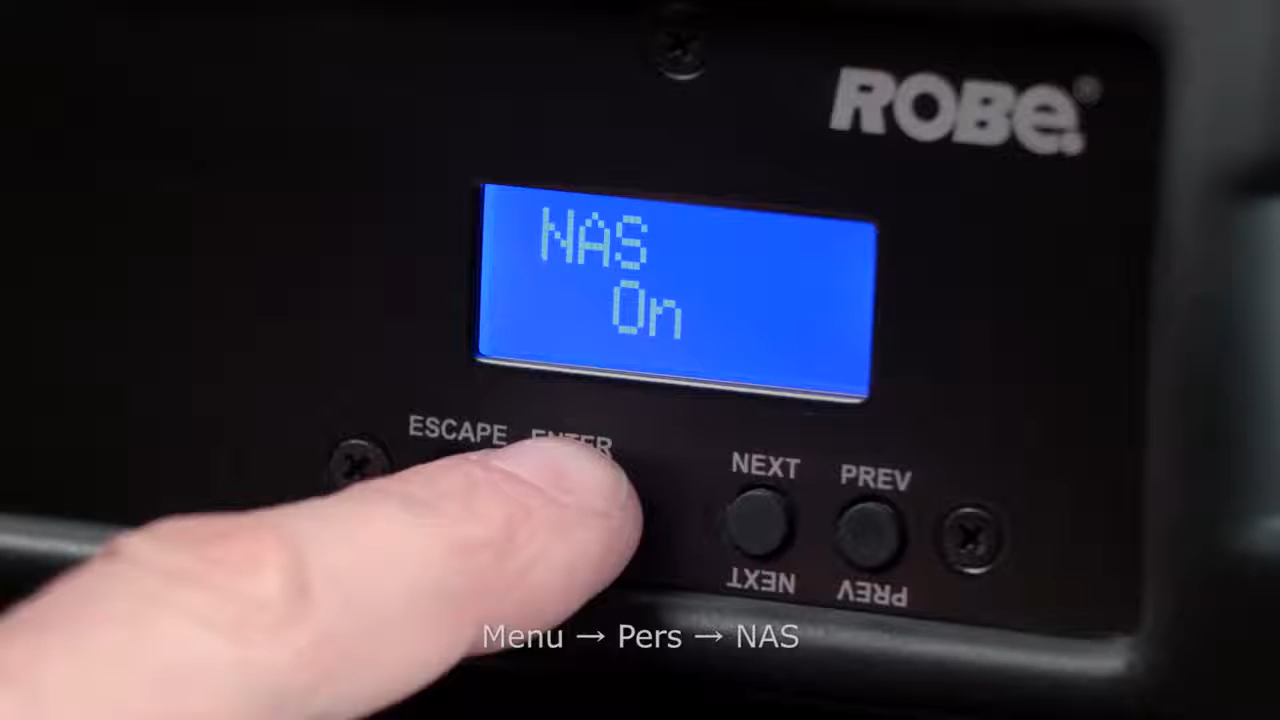 ROBE®
NAS
On
ESCAPE ENTER
NEXT PREV
NEXT PREV
Menu → Pers → NAS